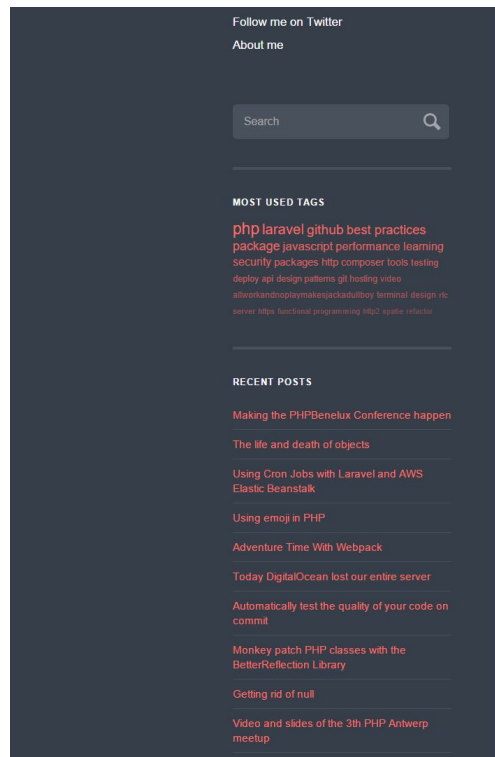 Follow me on Twitter
About me
Search
MOST USED TAGS
php laravel github best practices
package javascript performance learning
security packages http composer tools testing
deploy api design patterns git hosting video
allworkandnoplaymakesjackadullboy terminal design rfc
server https functional programming http2 spatie refactor
RECENT POSTS
Making the PHPBenelux Conference happen
The life and death of objects
Using Cron Jobs with Laravel and AWS
Elastic Beanstalk
Using emoji in PHP
Adventure Time With Webpack
Today DigitalOcean lost our entire server
Automatically test the quality of your code on
commit
Monkey patch PHP classes with the
BetterReflection Library
Getting rid of null
Video and slides of the 3th PHP Antwerp
meetup